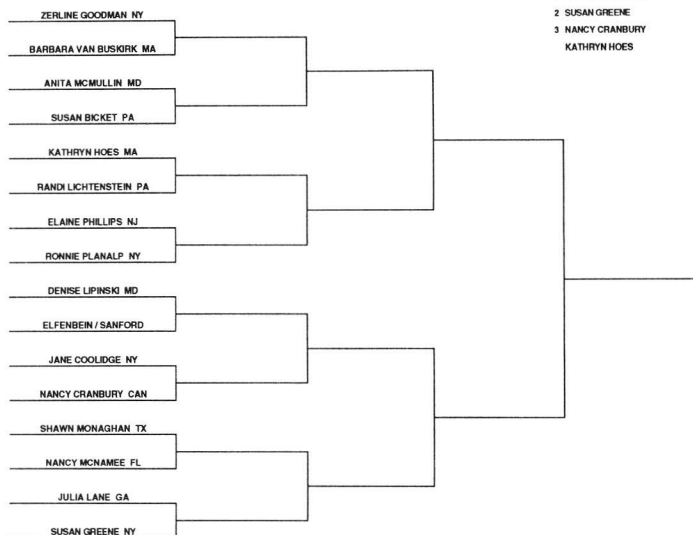 ZERLINE GOODMAN NY
BARBARA VAN BUSKIRK MA
ANITA MCMULLIN MD
SUSAN BICKET PA
KATHRYN HOES MA
RANDI LICHTENSTEIN PA
ELAINE PHILLIPS NJ
RONNIE PLANALP NY
DENISE LIPINSKI MD
ELFENBEIN / SANFORD
JANE COOLIDGE NY
NANCY CRANBURY CAN
SHAWN MONAGHAN TX
NANCY MCNAMEE FL
JULIA LANE GA
SUSAN GREENE NY
2 SUSAN GREENE
3 NANCY CRANBURY
KATHRYN HOES